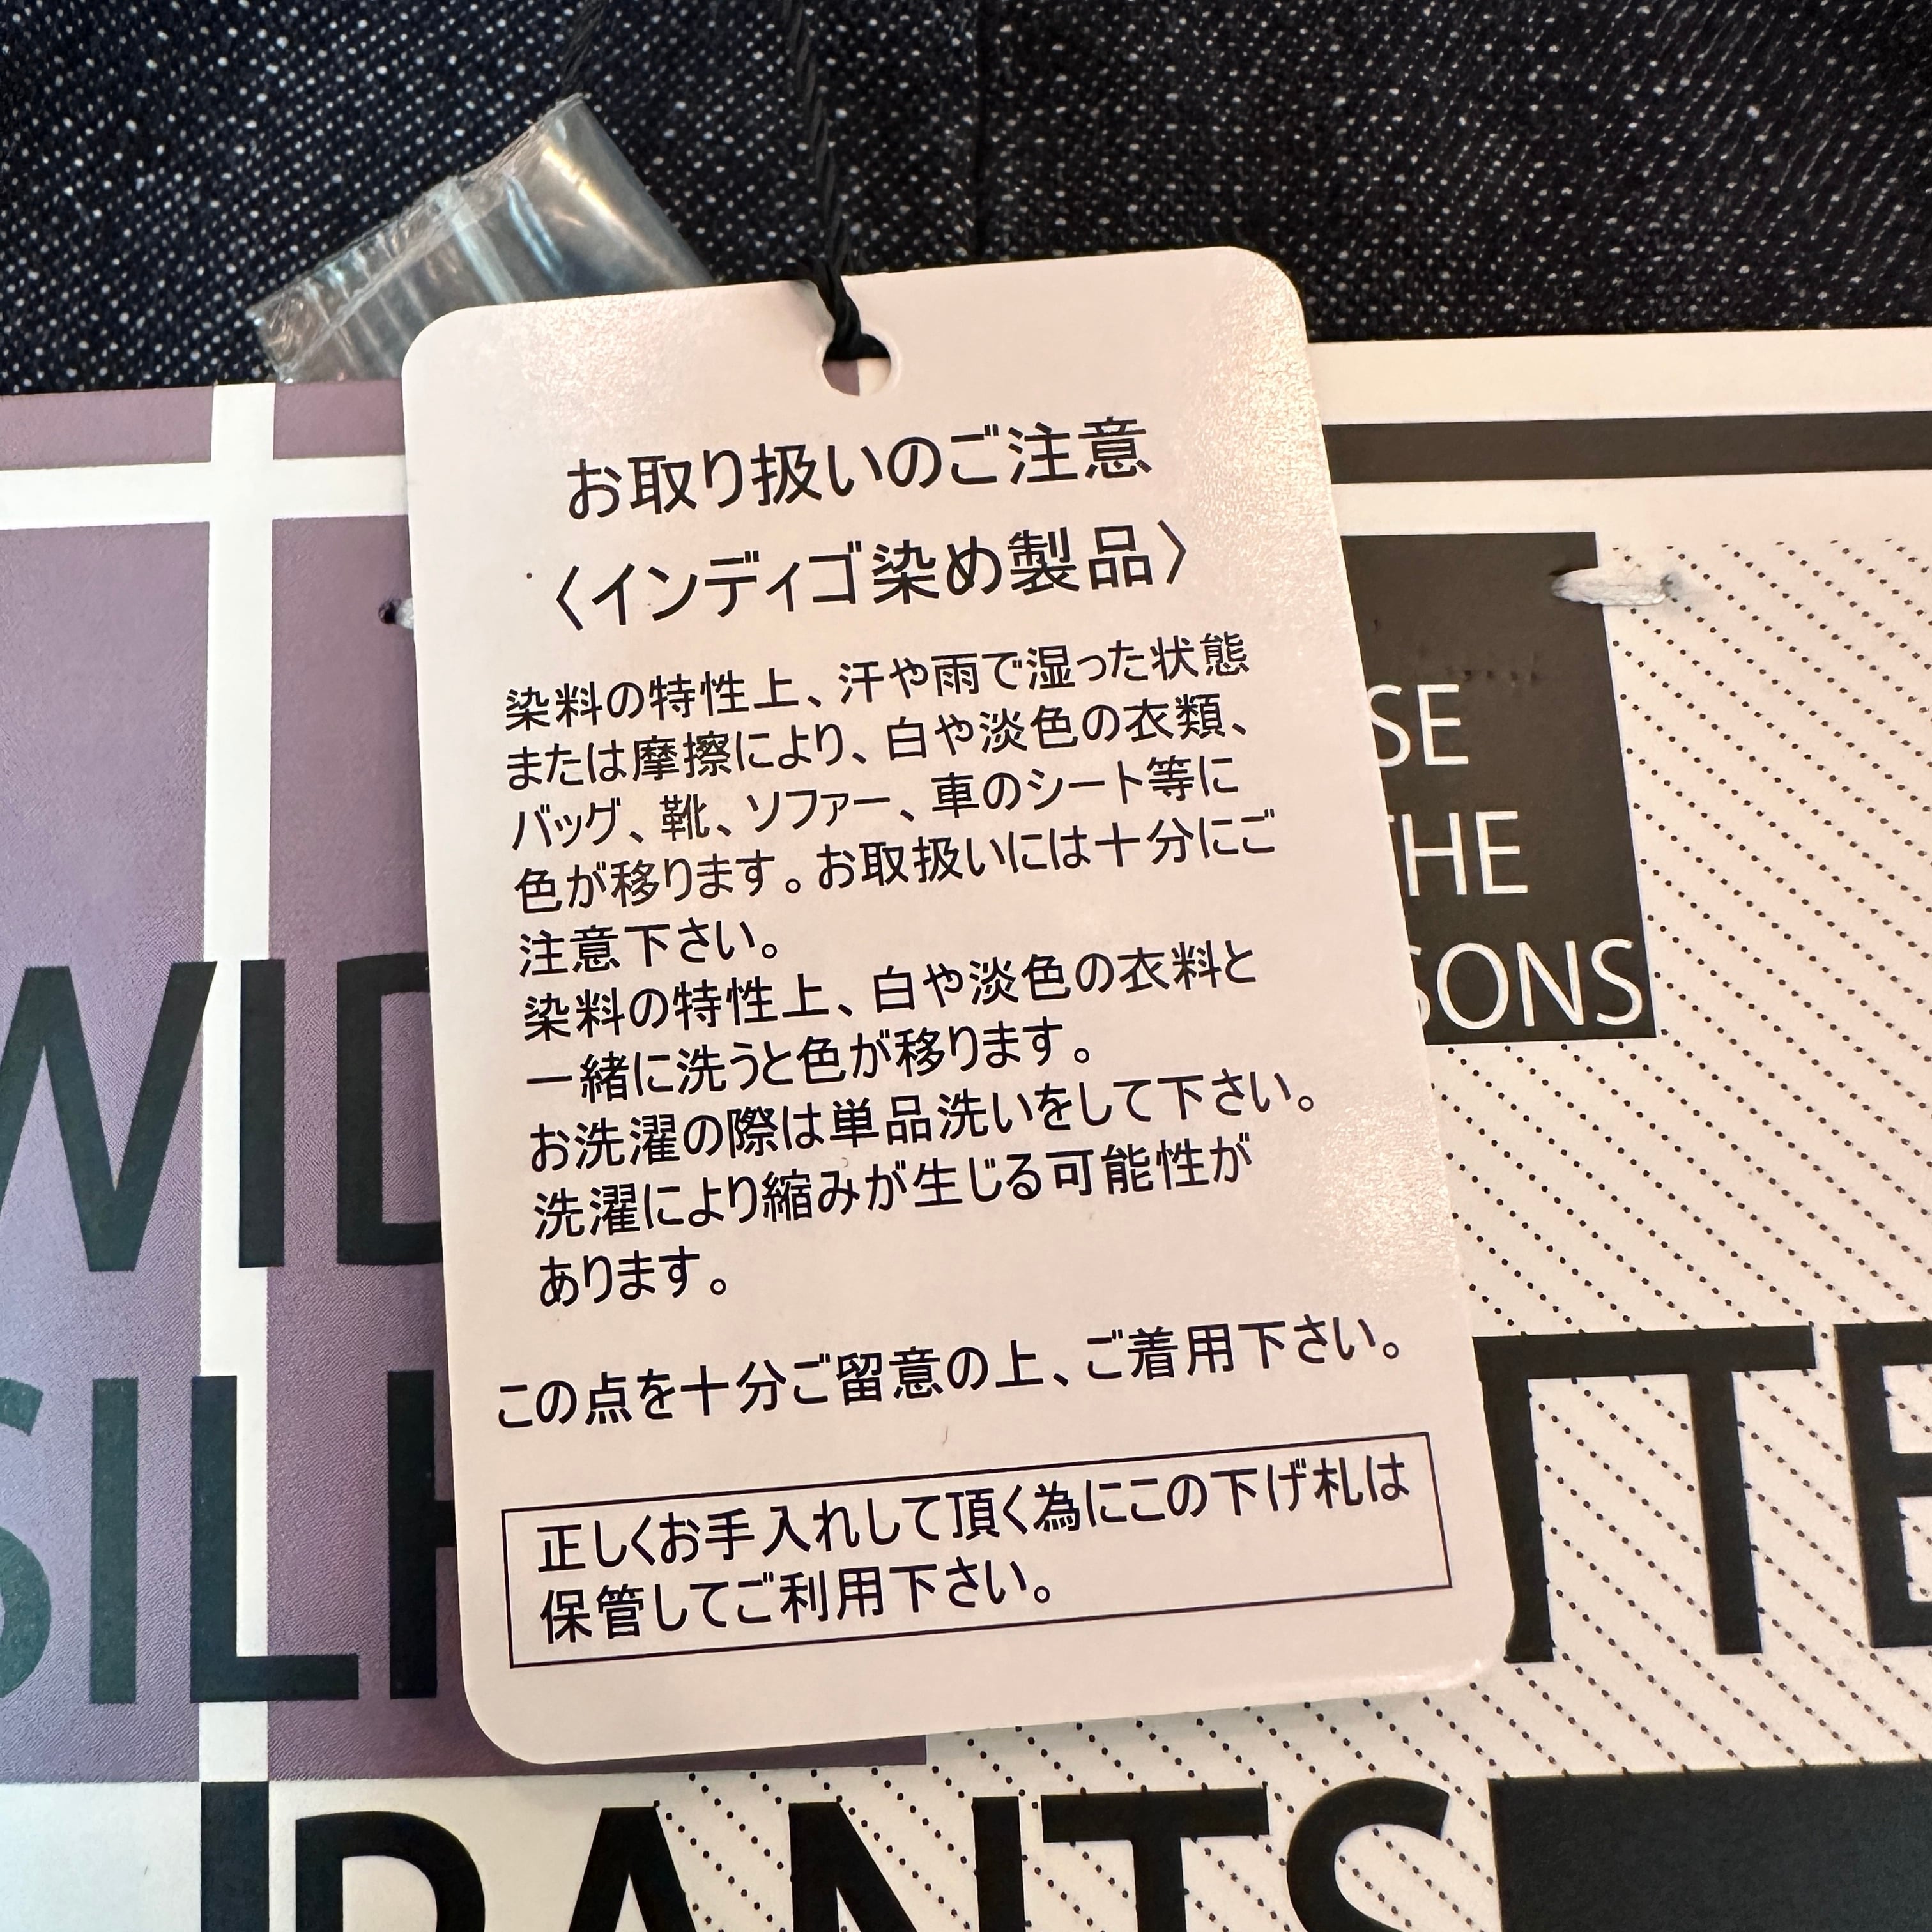 お取り扱いのご注意
〈インディゴ染め製品〉
染料の特性上、汗や雨で湿った状態
または摩擦により、白や淡色の衣類、
バッグ、靴、ソファー、車のシート等に
色が移ります。お取扱いには十分にご
注意下さい。
染料の特性上、白や淡色の衣料と
一緒に洗うと色が移ります。
お洗濯の際は単品洗いをして下さい。
洗濯により縮みが生じる可能性が
あります。
この点を十分ご留意の上、ご着用下さい。
正しくお手入れして頂く為にこの下げ札は
保管してご利用下さい。
SE
THE
SONS
WID
SIL
TTE
PANTS